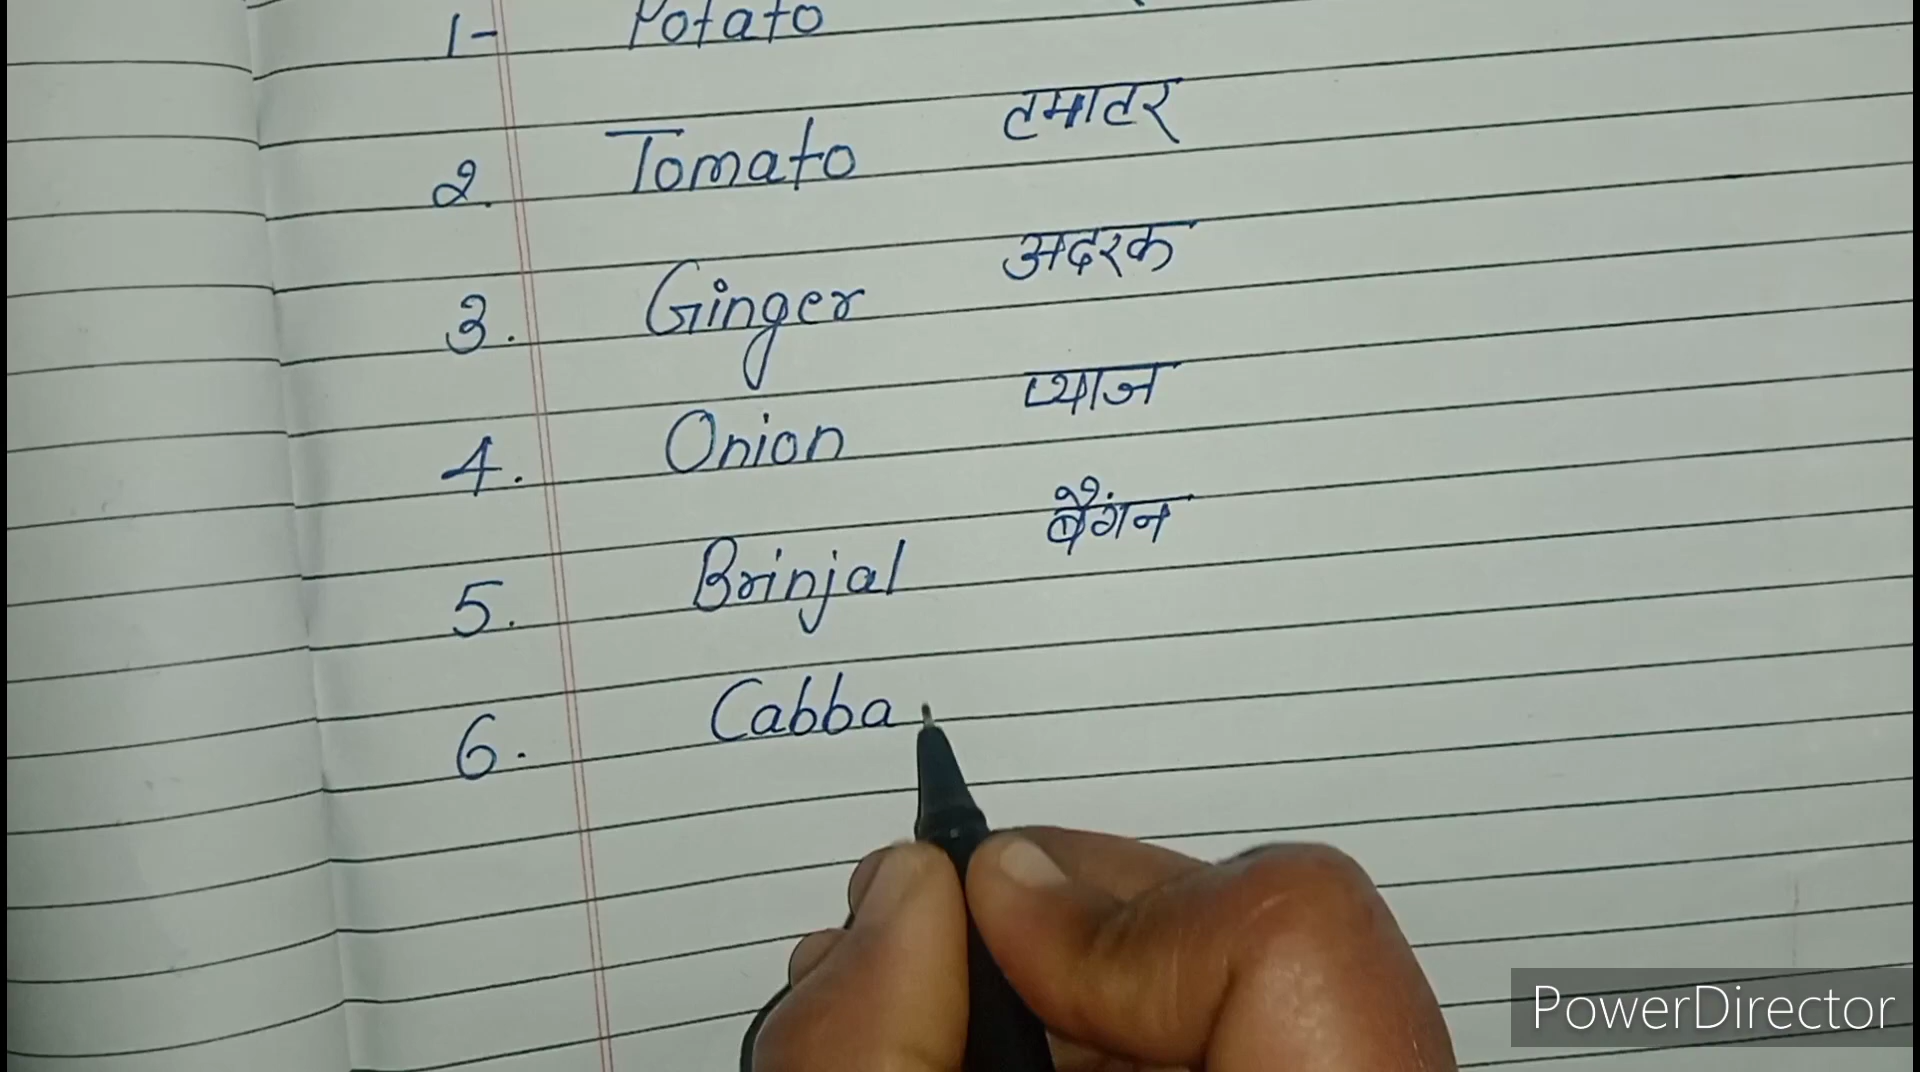 1- Potato
2. Tomato टमाटर
3. Ginger अदरक
4. Onion प्याज
5. Brinjal बैंगन
6. Cabba
PowerDirector